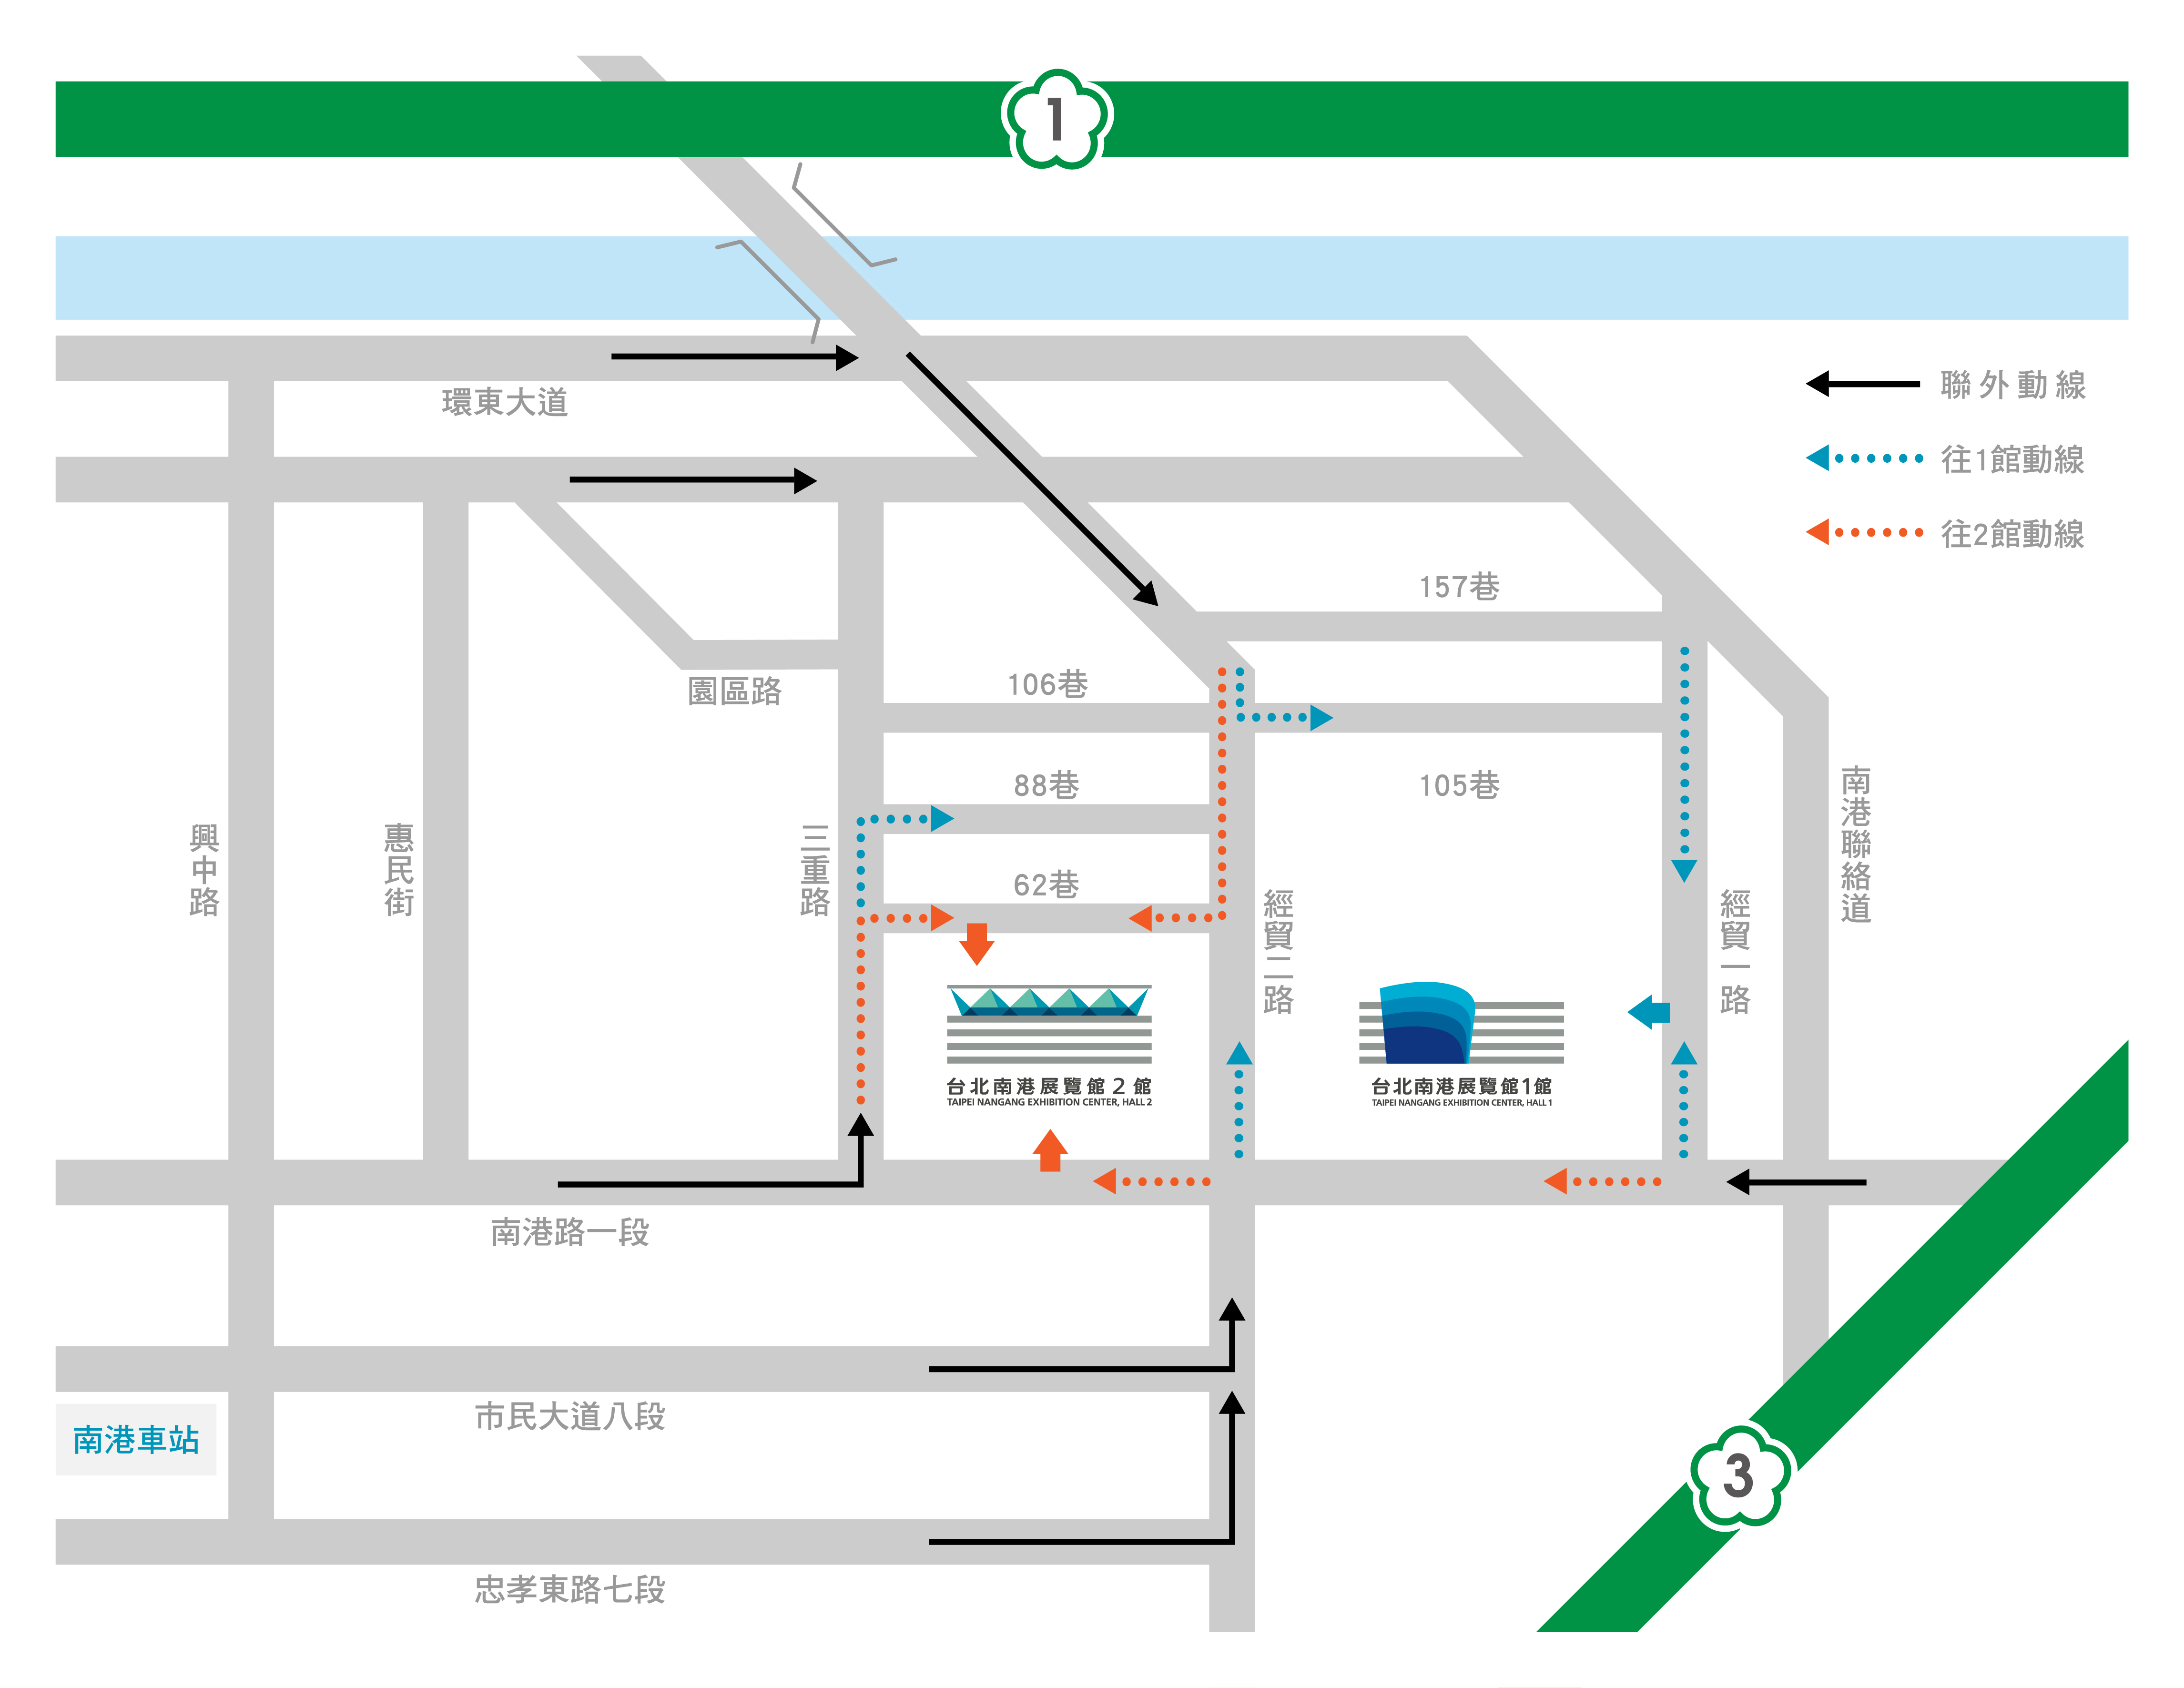 1
環東大道
聯外動線
往1館動線
往2館動線
157巷
106巷
園區路
88巷
105巷
南港聯絡道
興中路
惠民街
三重路
62巷
經貿二路
經貿一路
台北南港展覽館2館
TAIPEI NANGANG EXHIBITION CENTER, HALL 2
台北南港展覽館1館
TAIPEI NANGANG EXHIBITION CENTER, HALL 1
南港路一段
市民大道八段
南港車站
3
忠孝東路七段